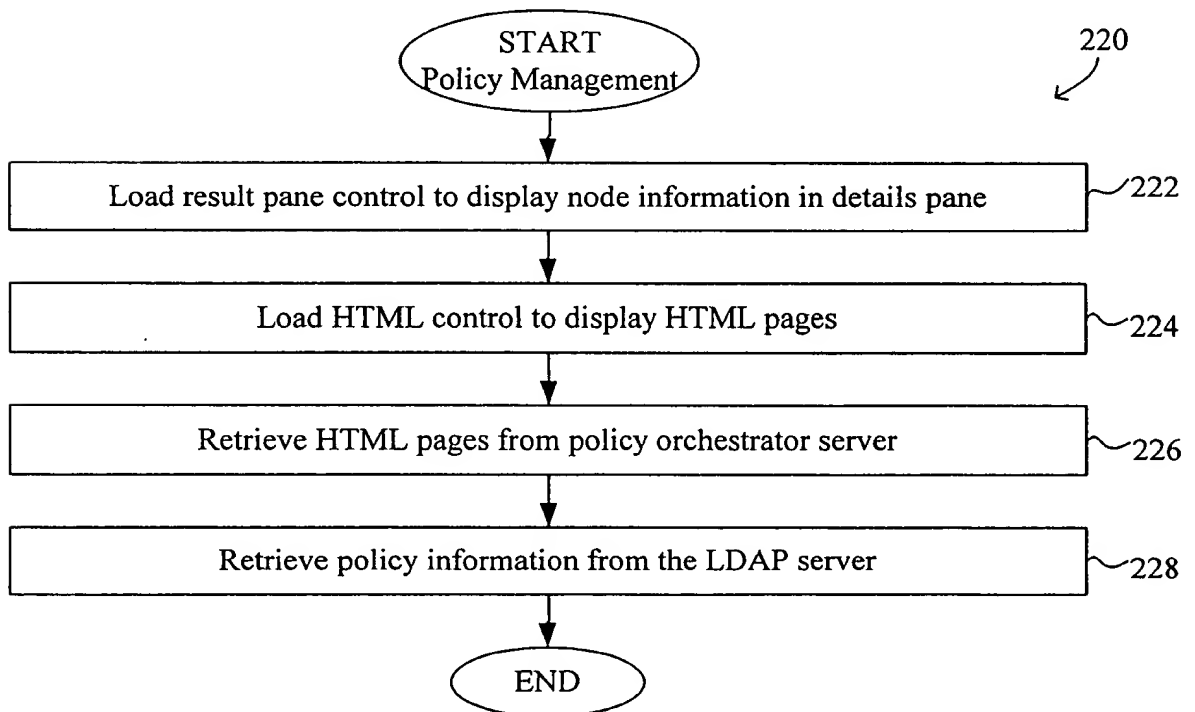 START
Policy Management
220
Load result pane control to display node information in details pane
222
Load HTML control to display HTML pages
224
Retrieve HTML pages from policy orchestrator server
226
Retrieve policy information from the LDAP server
228
END